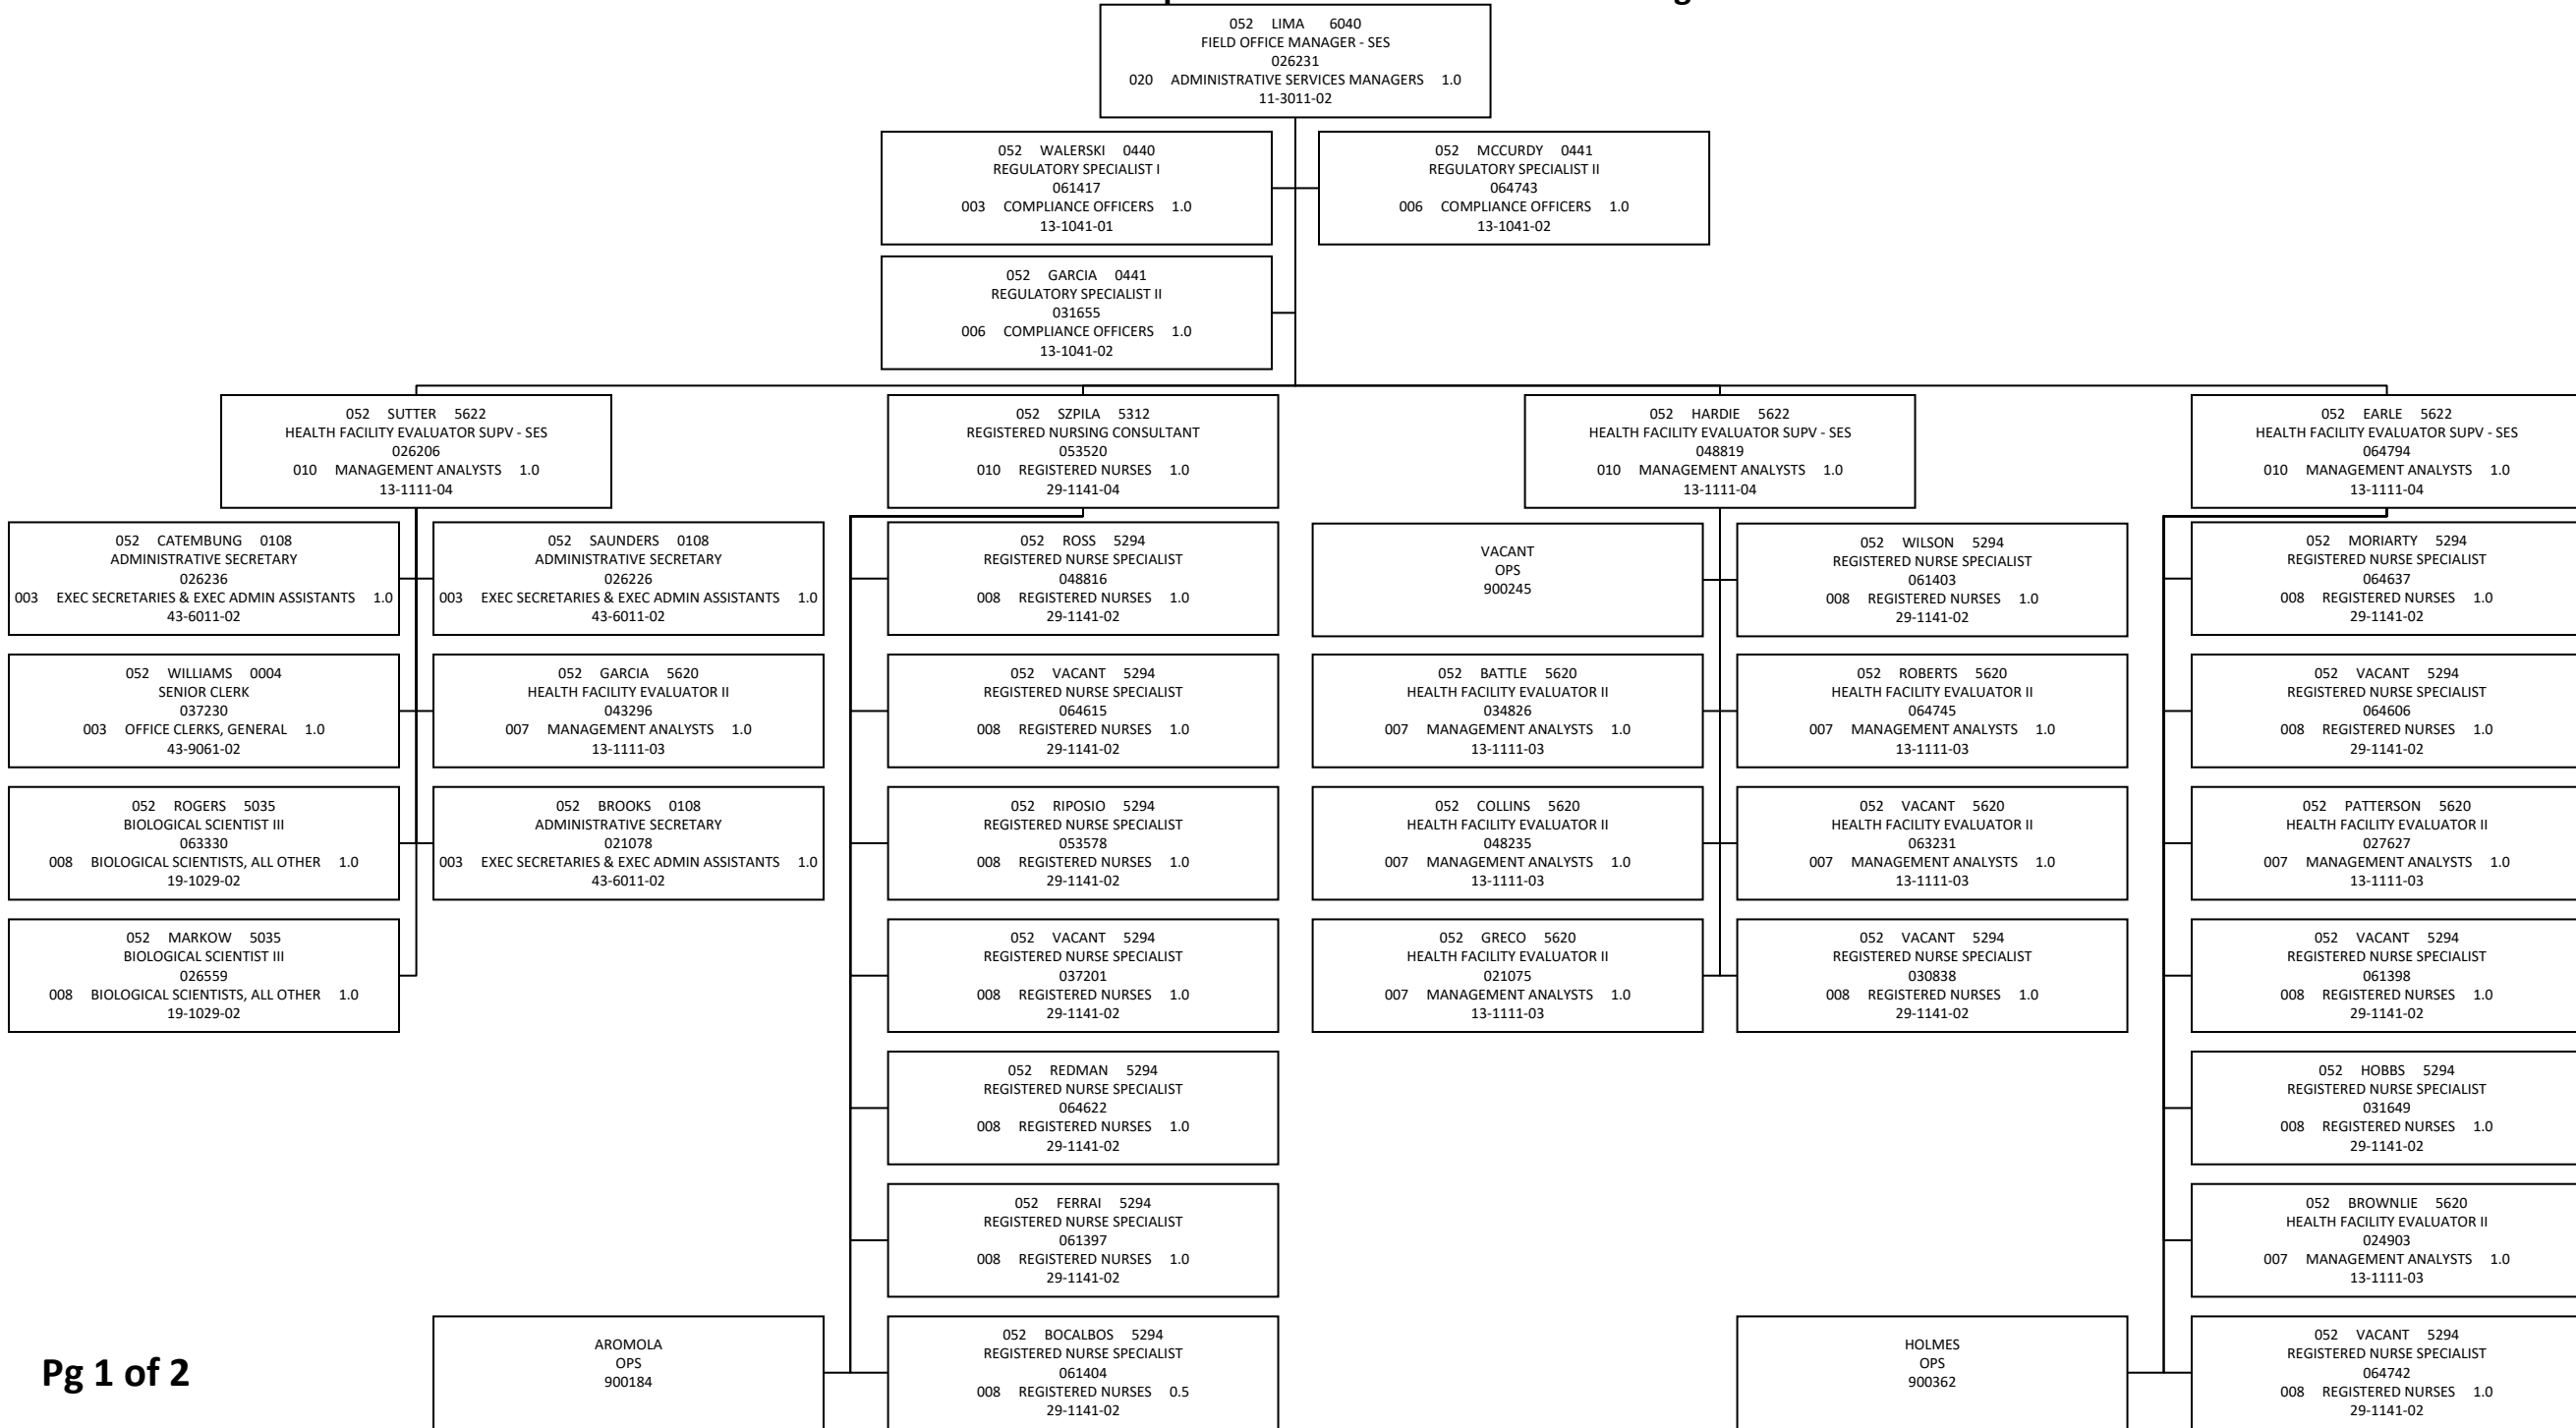 052 LIMA 6040
FIELD OFFICE MANAGER - SES
026231
020 ADMINISTRATIVE SERVICES MANAGERS 1.0
11-3011-02
052 WALERSKI 0440
REGULATORY SPECIALIST I
061417
003 COMPLIANCE OFFICERS 1.0
13-1041-01
052 MCCURDY 0441
REGULATORY SPECIALIST II
064743
006 COMPLIANCE OFFICERS 1.0
13-1041-02
052 GARCIA 0441
REGULATORY SPECIALIST II
031655
006 COMPLIANCE OFFICERS 1.0
13-1041-02
052 SUTTER 5622
HEALTH FACILITY EVALUATOR SUPV - SES
026206
010 MANAGEMENT ANALYSTS 1.0
13-1111-04
052 SZPILA 5312
REGISTERED NURSING CONSULTANT
053520
010 REGISTERED NURSES 1.0
29-1141-04
052 HARDIE 5622
HEALTH FACILITY EVALUATOR SUPV - SES
048819
010 MANAGEMENT ANALYSTS 1.0
13-1111-04
052 EARLE 5622
HEALTH FACILITY EVALUATOR SUPV - SES
064794
010 MANAGEMENT ANALYSTS 1.0
13-1111-04
052 CATEMBUNG 0108
ADMINISTRATIVE SECRETARY
026236
003 EXEC SECRETARIES & EXEC ADMIN ASSISTANTS 1.0
43-6011-02
052 SAUNDERS 0108
ADMINISTRATIVE SECRETARY
026226
003 EXEC SECRETARIES & EXEC ADMIN ASSISTANTS 1.0
43-6011-02
052 ROSS 5294
REGISTERED NURSE SPECIALIST
048816
008 REGISTERED NURSES 1.0
29-1141-02
VACANT
OPS
900245
052 WILSON 5294
REGISTERED NURSE SPECIALIST
061403
008 REGISTERED NURSES 1.0
29-1141-02
052 MORIARTY 5294
REGISTERED NURSE SPECIALIST
064637
008 REGISTERED NURSES 1.0
29-1141-02
052 WILLIAMS 0004
SENIOR CLERK
037230
003 OFFICE CLERKS, GENERAL 1.0
43-9061-02
052 GARCIA 5620
HEALTH FACILITY EVALUATOR II
043296
007 MANAGEMENT ANALYSTS 1.0
13-1111-03
052 VACANT 5294
REGISTERED NURSE SPECIALIST
064615
008 REGISTERED NURSES 1.0
29-1141-02
052 BATTLE 5620
HEALTH FACILITY EVALUATOR II
034826
007 MANAGEMENT ANALYSTS 1.0
13-1111-03
052 ROBERTS 5620
HEALTH FACILITY EVALUATOR II
064745
007 MANAGEMENT ANALYSTS 1.0
13-1111-03
052 VACANT 5294
REGISTERED NURSE SPECIALIST
064606
008 REGISTERED NURSES 1.0
29-1141-02
052 ROGERS 5035
BIOLOGICAL SCIENTIST III
063330
008 BIOLOGICAL SCIENTISTS, ALL OTHER 1.0
19-1029-02
052 BROOKS 0108
ADMINISTRATIVE SECRETARY
021078
003 EXEC SECRETARIES & EXEC ADMIN ASSISTANTS 1.0
43-6011-02
052 RIPOSIO 5294
REGISTERED NURSE SPECIALIST
053578
008 REGISTERED NURSES 1.0
29-1141-02
052 COLLINS 5620
HEALTH FACILITY EVALUATOR II
048235
007 MANAGEMENT ANALYSTS 1.0
13-1111-03
052 VACANT 5620
HEALTH FACILITY EVALUATOR II
063231
007 MANAGEMENT ANALYSTS 1.0
13-1111-03
052 PATTERSON 5620
HEALTH FACILITY EVALUATOR II
027627
007 MANAGEMENT ANALYSTS 1.0
13-1111-03
052 MARKOW 5035
BIOLOGICAL SCIENTIST III
026559
008 BIOLOGICAL SCIENTISTS, ALL OTHER 1.0
19-1029-02
052 VACANT 5294
REGISTERED NURSE SPECIALIST
037201
008 REGISTERED NURSES 1.0
29-1141-02
052 GRECO 5620
HEALTH FACILITY EVALUATOR II
021075
007 MANAGEMENT ANALYSTS 1.0
13-1111-03
052 VACANT 5294
REGISTERED NURSE SPECIALIST
030838
008 REGISTERED NURSES 1.0
29-1141-02
052 VACANT 5294
REGISTERED NURSE SPECIALIST
061398
008 REGISTERED NURSES 1.0
29-1141-02
052 REDMAN 5294
REGISTERED NURSE SPECIALIST
064622
008 REGISTERED NURSES 1.0
29-1141-02
052 HOBBS 5294
REGISTERED NURSE SPECIALIST
031649
008 REGISTERED NURSES 1.0
29-1141-02
052 FERRAI 5294
REGISTERED NURSE SPECIALIST
061397
008 REGISTERED NURSES 1.0
29-1141-02
052 BROWNLIE 5620
HEALTH FACILITY EVALUATOR II
024903
007 MANAGEMENT ANALYSTS 1.0
13-1111-03
Pg 1 of 2
AROMOLA
OPS
900184
052 BOCALBOS 5294
REGISTERED NURSE SPECIALIST
061404
008 REGISTERED NURSES 0.5
29-1141-02
HOLMES
OPS
900362
052 VACANT 5294
REGISTERED NURSE SPECIALIST
064742
008 REGISTERED NURSES 1.0
29-1141-02